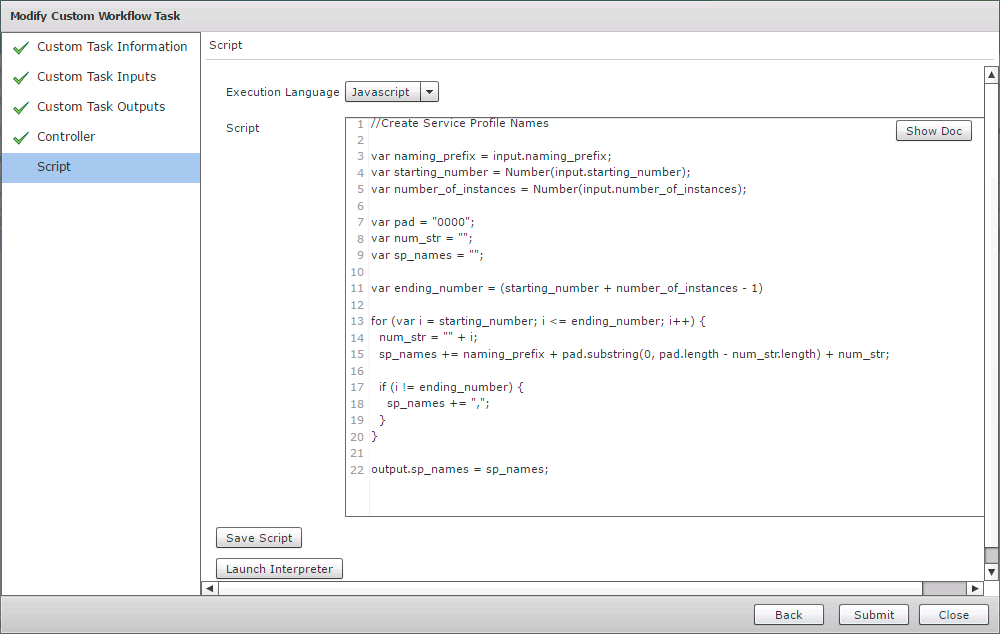 Modify Custom Workflow Task
Custom Task Information
Custom Task Inputs
Custom Task Outputs
Controller
Script
Script
Execution Language Javascript
Script
Show Doc
1 //Create Service Profile Names
2
3 var naming_prefix = input.naming_prefix;
4 var starting_number = Number(input.starting_number);
5 var number_of_instances = Number(input.number_of_instances);
6
7 var pad = "0000";
8 var num_str = "";
9 var sp_names = "";
10
11 var ending_number = (starting_number + number_of_instances - 1)
12
13 for (var i = starting_number; i <= ending_number; i++) {
14   num_str = "" + i;
15   sp_names += naming_prefix + pad.substring(0, pad.length - num_str.length) + num_str;
16
17   if (i != ending_number) {
18     sp_names += ",";
19   }
20 }
21
22 output.sp_names = sp_names;
Save Script
Launch Interpreter
Back Submit Close